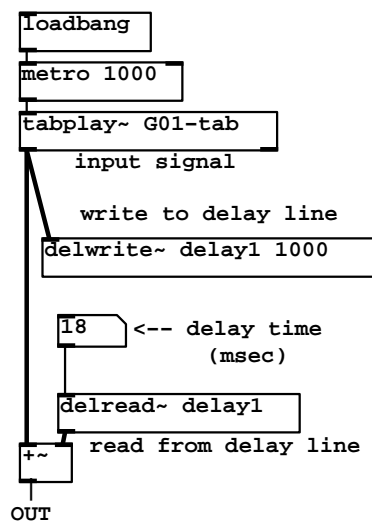 loadbang
metro 1000
tabplay~ G01-tab
input signal
write to delay line
delwrite~ delay1 1000
18 <-- delay time
(msec)
delread~ delay1
+~ read from delay line
OUT